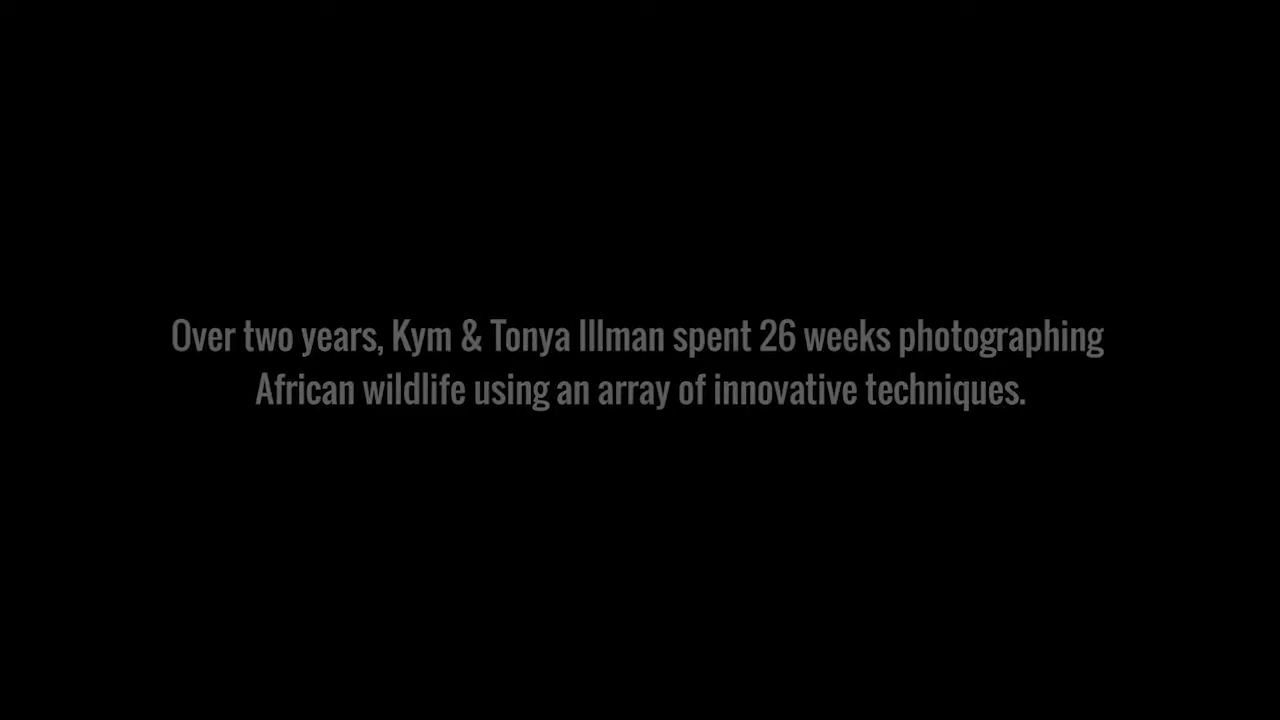 Over two years, Kym & Tonya Illman spent 26 weeks photographing
African wildlife using an array of innovative techniques.